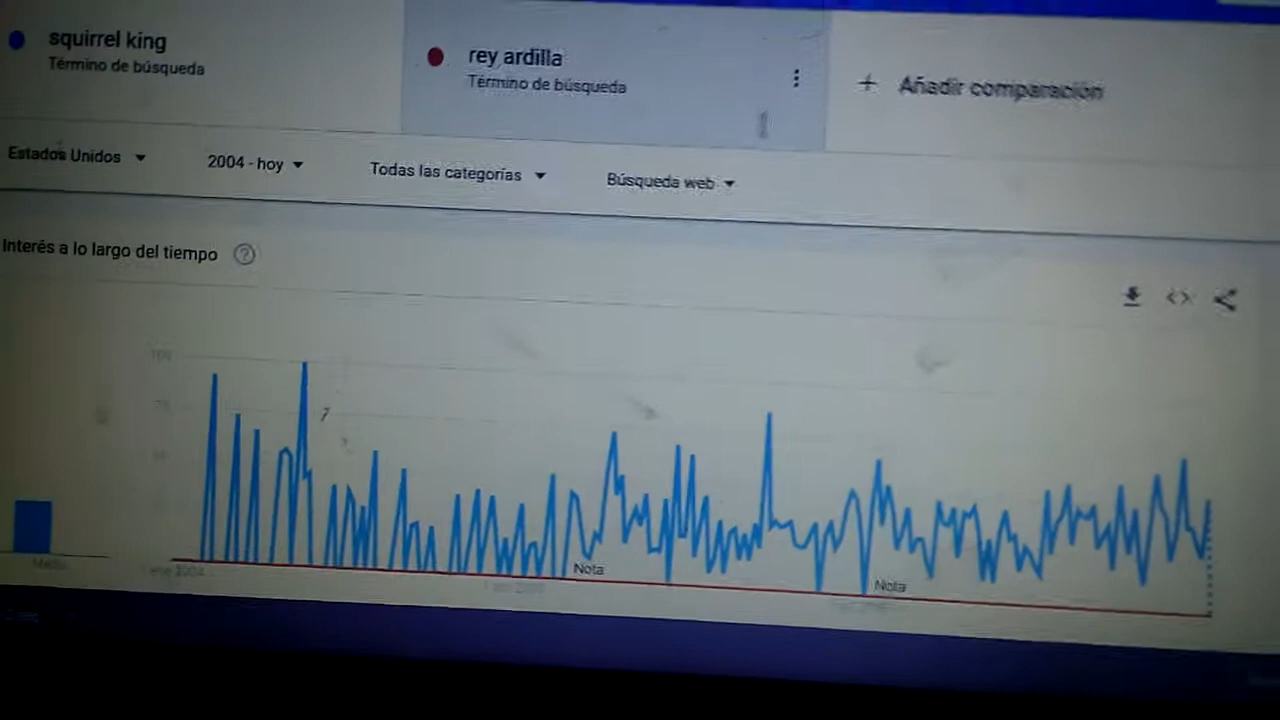 squirrel king
Término de búsqueda
rey ardilla
Término de búsqueda
+ Añadir comparación
Estados Unidos
2004 - hoy
Todas las categorías
Búsqueda web
Interés a lo largo del tiempo
100
Nota
Nota